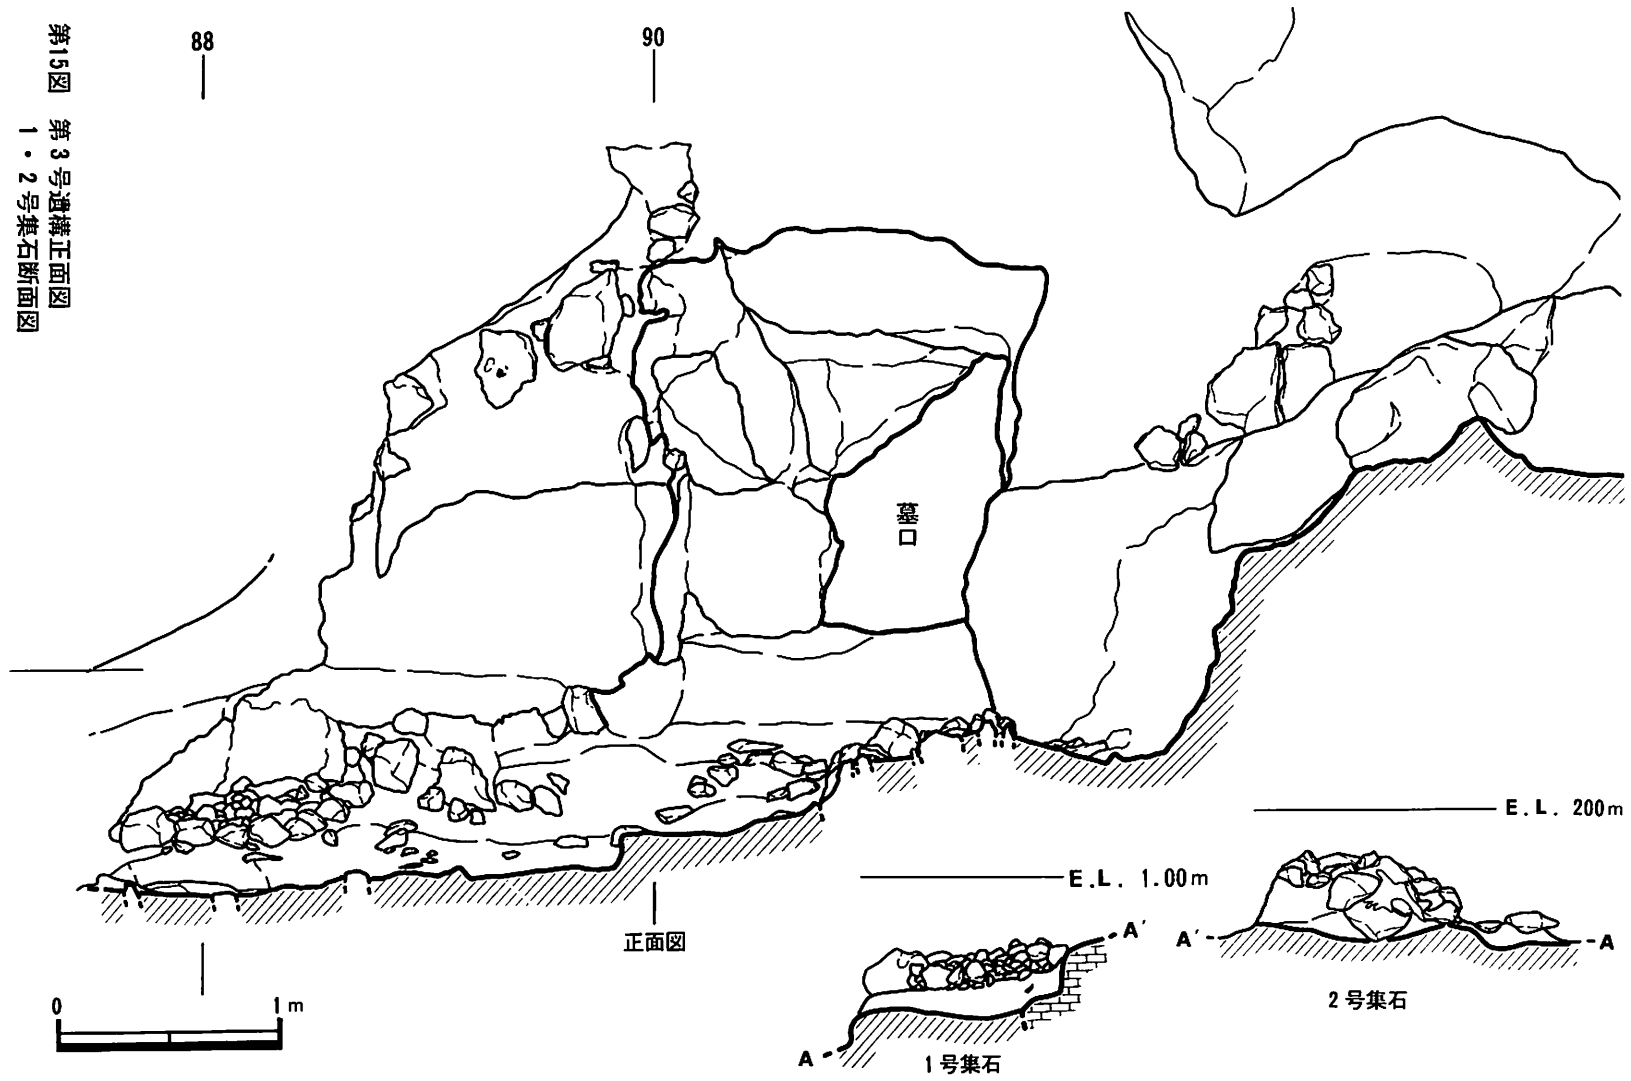 第15図 第3号遺構正面図
1・2号集石断面図
88
90
墓口
E.L. 200m
E.L. 1.00m
正面図
A'
A
1号集石
A'
A
2号集石
0 1m